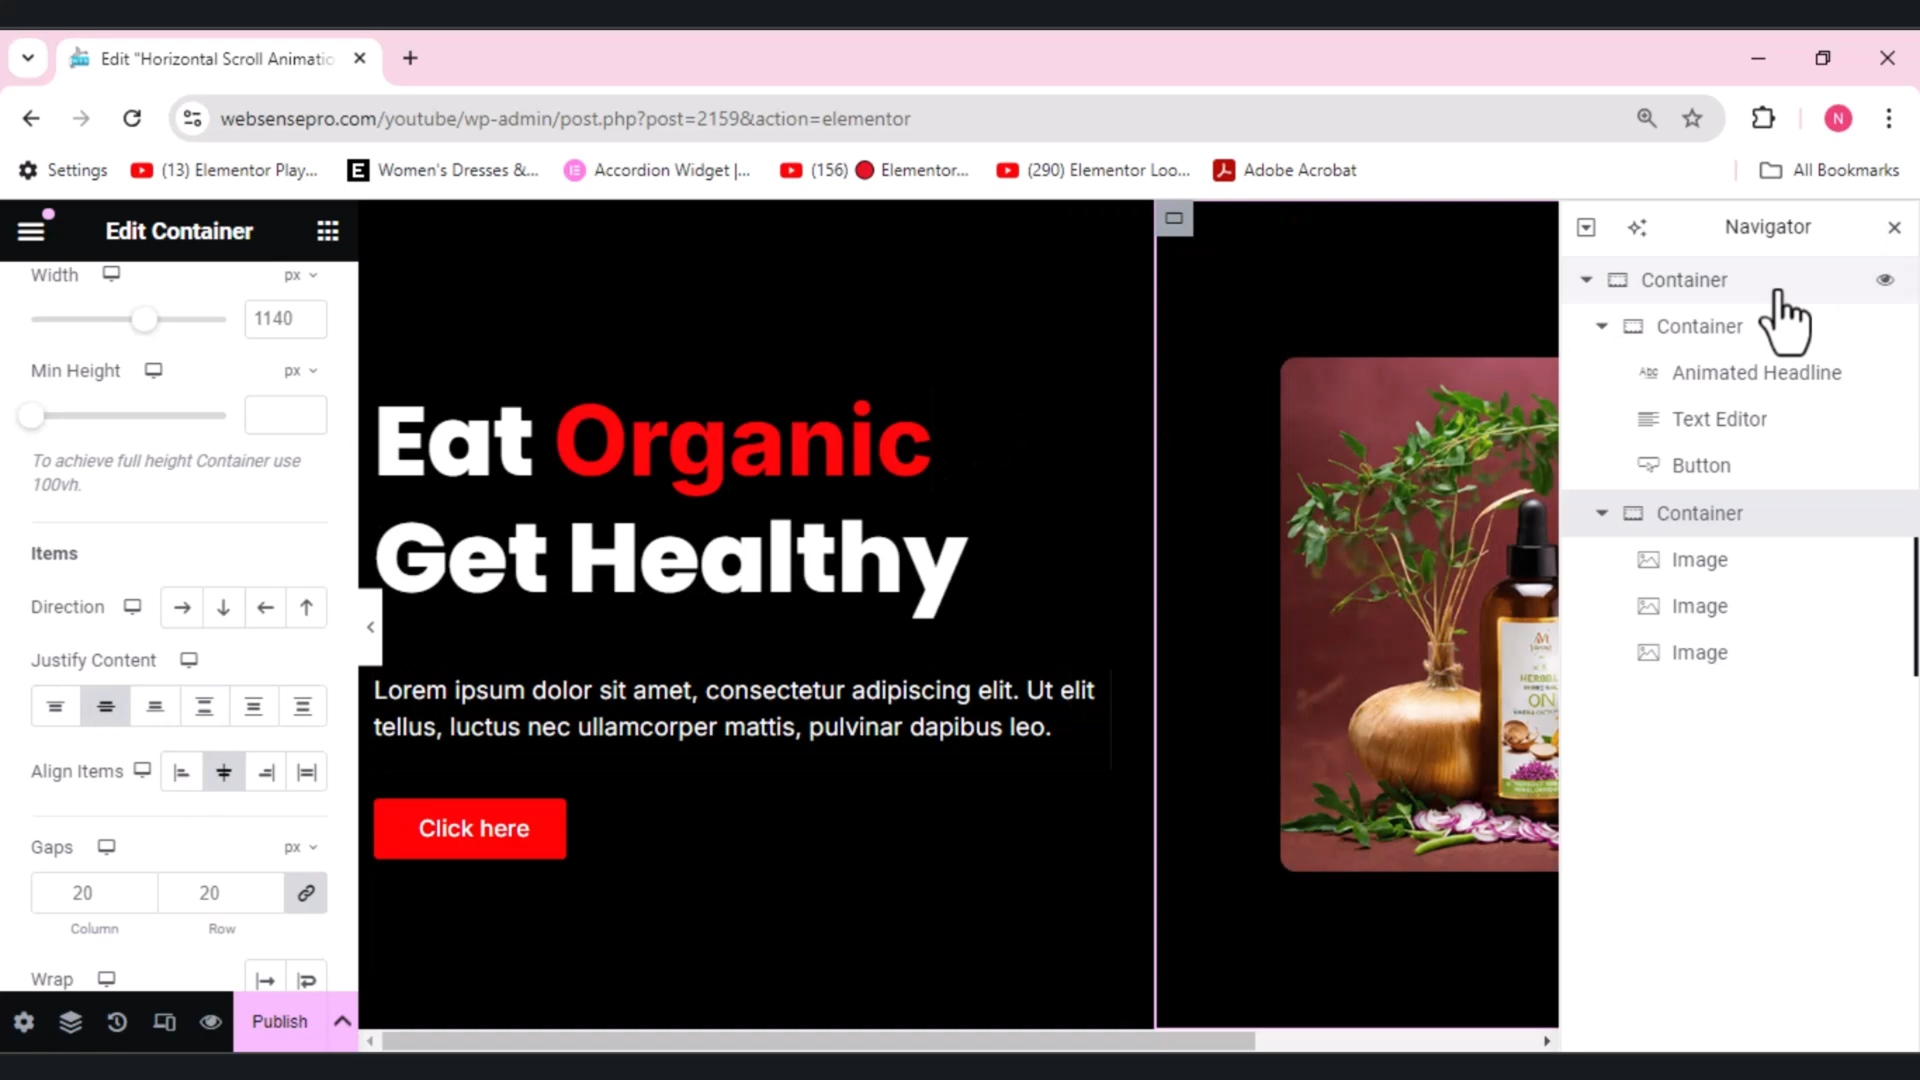 Edit "Horizontal Scroll Animatio
websensepro.com/youtube/wp-admin/post.php?post=2159&action=elementor
N
Settings
(13) Elementor Play...
E
Women's Dresses &...
Accordion Widget |...
(156) Elementor...
(290) Elementor Loo...
Adobe Acrobat
All Bookmarks
Edit Container
Width
px
1140
Min Height
px
To achieve full height Container use
100vh.
Items
Direction
Justify Content
Align Items
Gaps
px
20
20
Column
Row
Wrap
Publish
Eat Organic
Get Healthy
Lorem ipsum dolor sit amet, consectetur adipiscing elit. Ut elit
tellus, luctus nec ullamcorper mattis, pulvinar dapibus leo.
Click here
HERBAL
ON
Navigator
Container
Container
Abc
Animated Headline
Text Editor
Button
Container
Image
Image
Image